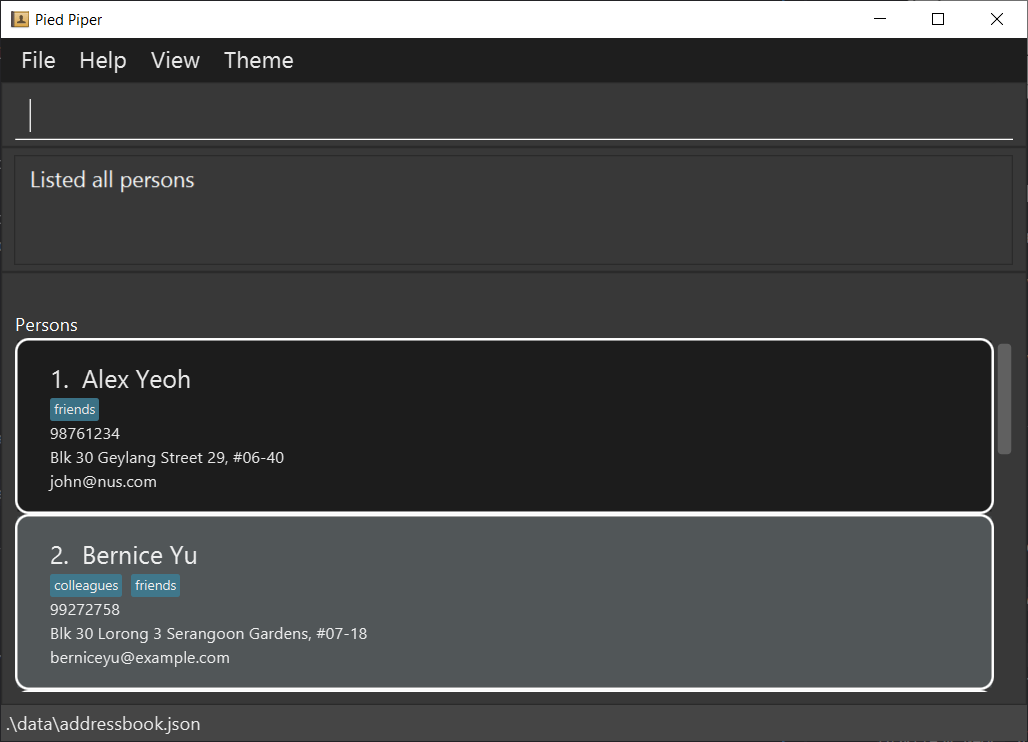 Pied Piper
File Help View Theme
Listed all persons
Persons
1. Alex Yeoh
friends
98761234
Blk 30 Geylang Street 29, #06-40
john@nus.com
2. Bernice Yu
colleagues friends
99272758
Blk 30 Lorong 3 Serangoon Gardens, #07-18
berniceyu@example.com
.\data\addressbook.json